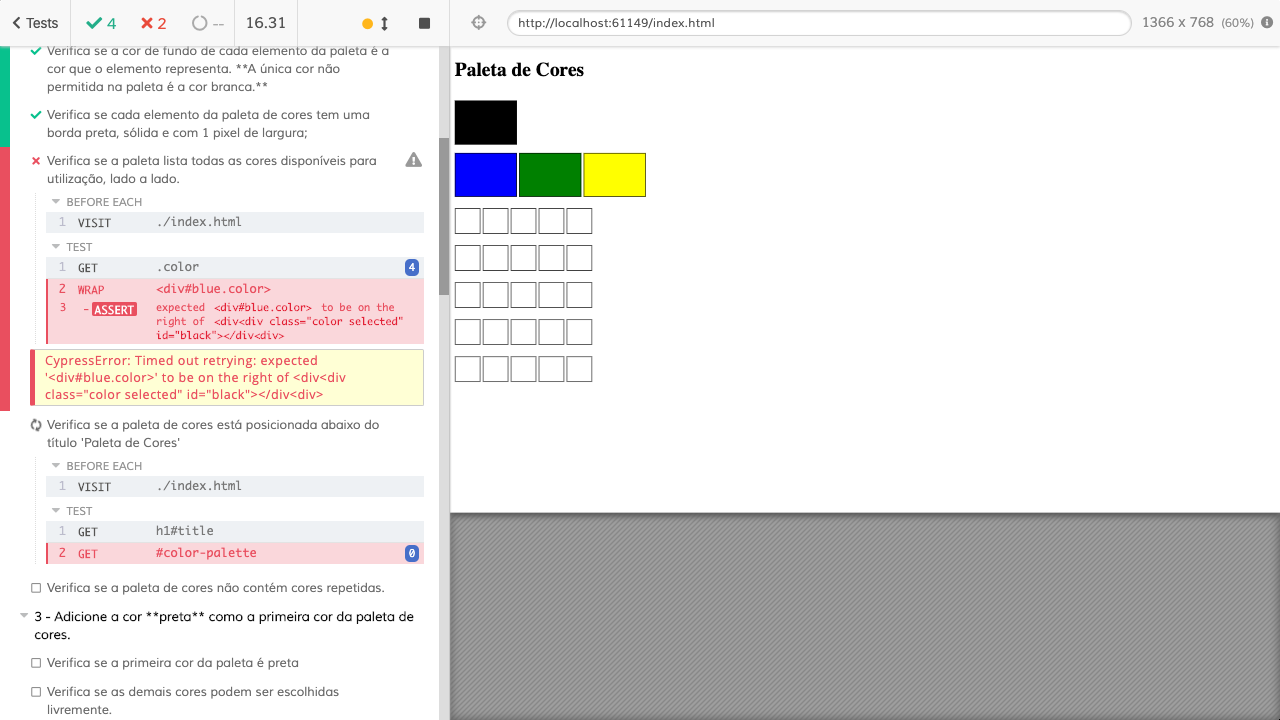 Tests 4 2 -- 16.31 http://localhost:61149/index.html 1366 x 768 (60%)
Verifica se a cor de fundo de cada elemento da paleta é a
cor que o elemento representa. **A única cor não
permitida na paleta é a cor branca.**
Verifica se cada elemento da paleta de cores tem uma
borda preta, sólida e com 1 pixel de largura;
Verifica se a paleta lista todas as cores disponíveis para
utilização, lado a lado.
BEFORE EACH
1 VISIT ./index.html
TEST
1 GET .color 4
2 WRAP <div#blue.color>
3 -ASSERT expected <div#blue.color> to be on the
right of <div<div class="color selected"
id="black"></div<div>
CypressError: Timed out retrying: expected
'<div#blue.color>' to be on the right of <div<div
class="color selected" id="black"></div<div>
Verifica se a paleta de cores está posicionada abaixo do
título 'Paleta de Cores'
BEFORE EACH
1 VISIT ./index.html
TEST
1 GET h1#title
2 GET #color-palette 0
Verifica se a paleta de cores não contém cores repetidas.
3 - Adicione a cor **preta** como a primeira cor da paleta de
cores.
Verifica se a primeira cor da paleta é preta
Verifica se as demais cores podem ser escolhidas
livremente.
Paleta de Cores